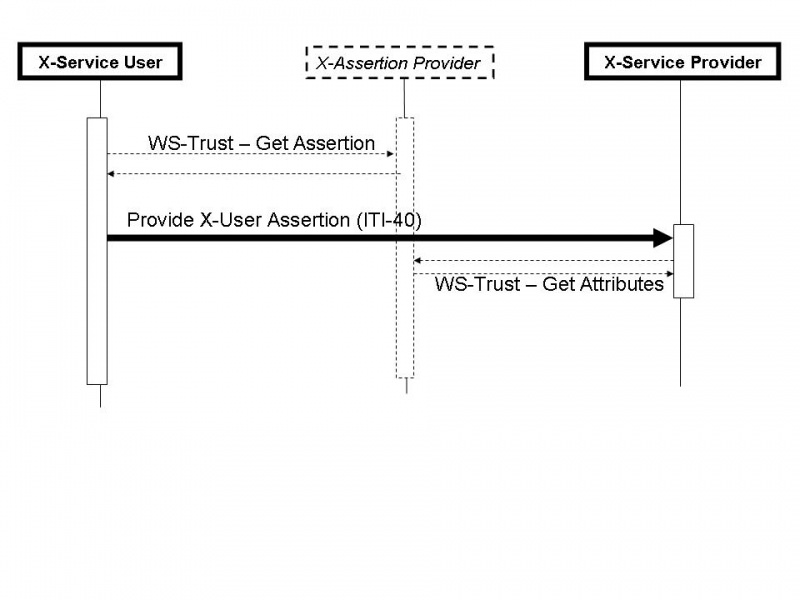 X-Service User
X-Assertion Provider
X-Service Provider
WS-Trust – Get Assertion
Provide X-User Assertion (ITI-40)
WS-Trust – Get Attributes